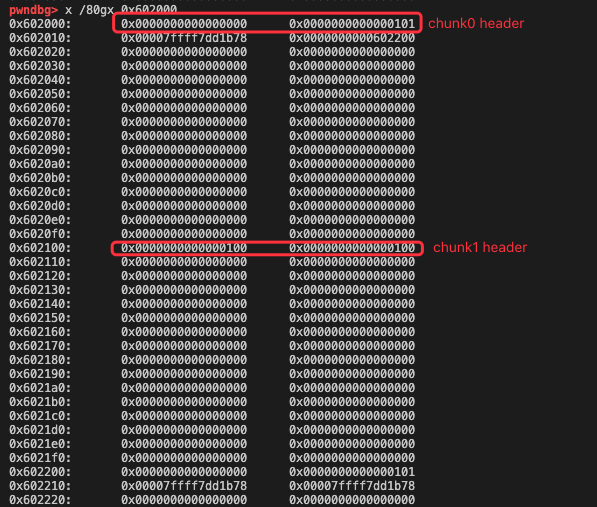 pwndbg> x /80gx 0x602000
0x602000: 0x0000000000000000 0x0000000000000101 chunk0 header
0x602010: 0x00007ffff7dd1b78 0x0000000000602200
0x602020: 0x0000000000000000 0x0000000000000000
0x602030: 0x0000000000000000 0x0000000000000000
0x602040: 0x0000000000000000 0x0000000000000000
0x602050: 0x0000000000000000 0x0000000000000000
0x602060: 0x0000000000000000 0x0000000000000000
0x602070: 0x0000000000000000 0x0000000000000000
0x602080: 0x0000000000000000 0x0000000000000000
0x602090: 0x0000000000000000 0x0000000000000000
0x6020a0: 0x0000000000000000 0x0000000000000000
0x6020b0: 0x0000000000000000 0x0000000000000000
0x6020c0: 0x0000000000000000 0x0000000000000000
0x6020d0: 0x0000000000000000 0x0000000000000000
0x6020e0: 0x0000000000000000 0x0000000000000000
0x6020f0: 0x0000000000000000 0x0000000000000000
0x602100: 0x0000000000000100 0x0000000000000100 chunk1 header
0x602110: 0x0000000000000000 0x0000000000000000
0x602120: 0x0000000000000000 0x0000000000000000
0x602130: 0x0000000000000000 0x0000000000000000
0x602140: 0x0000000000000000 0x0000000000000000
0x602150: 0x0000000000000000 0x0000000000000000
0x602160: 0x0000000000000000 0x0000000000000000
0x602170: 0x0000000000000000 0x0000000000000000
0x602180: 0x0000000000000000 0x0000000000000000
0x602190: 0x0000000000000000 0x0000000000000000
0x6021a0: 0x0000000000000000 0x0000000000000000
0x6021b0: 0x0000000000000000 0x0000000000000000
0x6021c0: 0x0000000000000000 0x0000000000000000
0x6021d0: 0x0000000000000000 0x0000000000000000
0x6021e0: 0x0000000000000000 0x0000000000000000
0x6021f0: 0x0000000000000000 0x0000000000000000
0x602200: 0x0000000000000000 0x0000000000000101
0x602210: 0x00007ffff7dd1b78 0x00007ffff7dd1b78
0x602220: 0x0000000000000000 0x0000000000000000